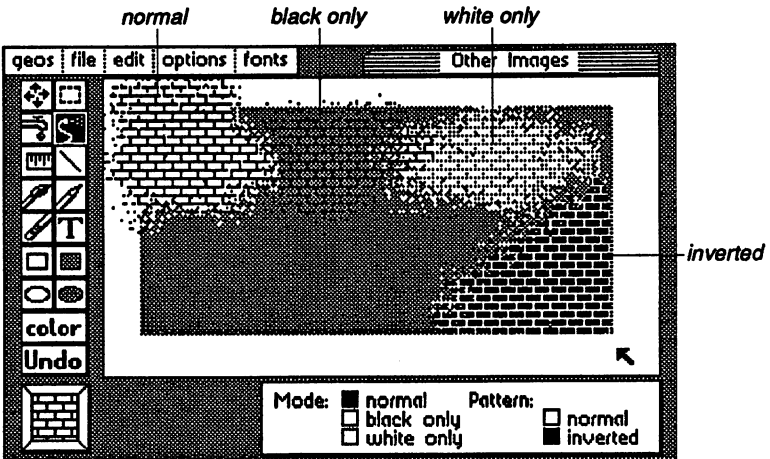 normal black only white only
geos file edit options fonts Other Images
T
inverted
color
Undo
Mode: normal Pattern:
black only normal
white only inverted